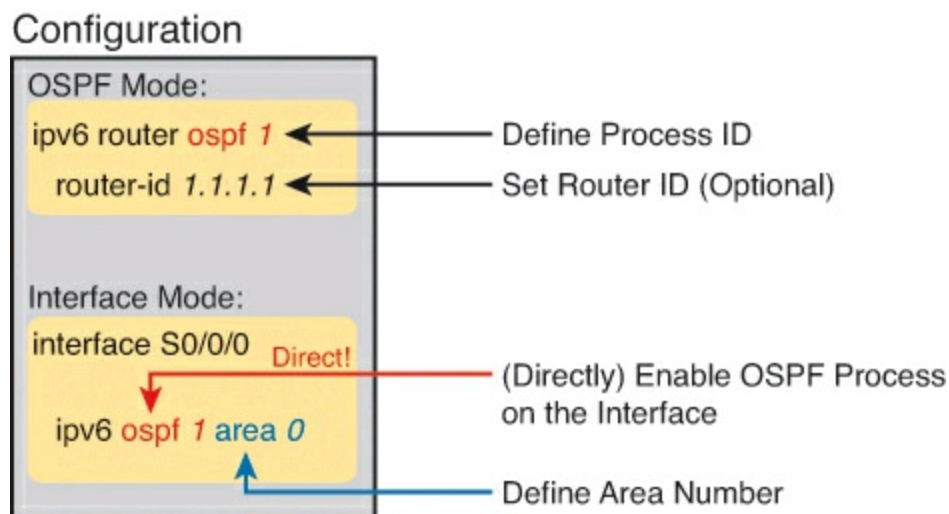 Configuration
OSPF Mode:
ipv6 router ospf 1
Define Process ID
router-id 1.1.1.1
Set Router ID (Optional)
Interface Mode:
interface S0/0/0
Direct!
(Directly) Enable OSPF Process
on the Interface
ipv6 ospf 1 area 0
Define Area Number